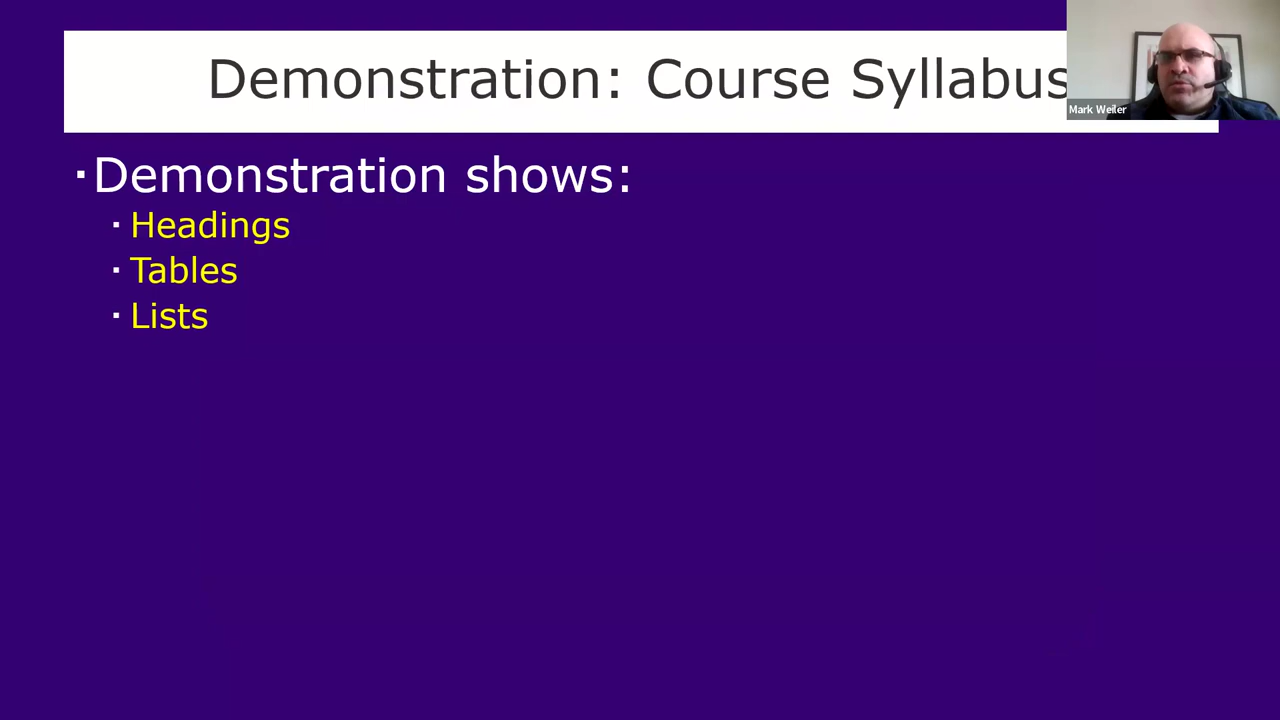 Demonstration: Course Syllabus
Mark Weiler
Demonstration shows:
Headings
Tables
Lists